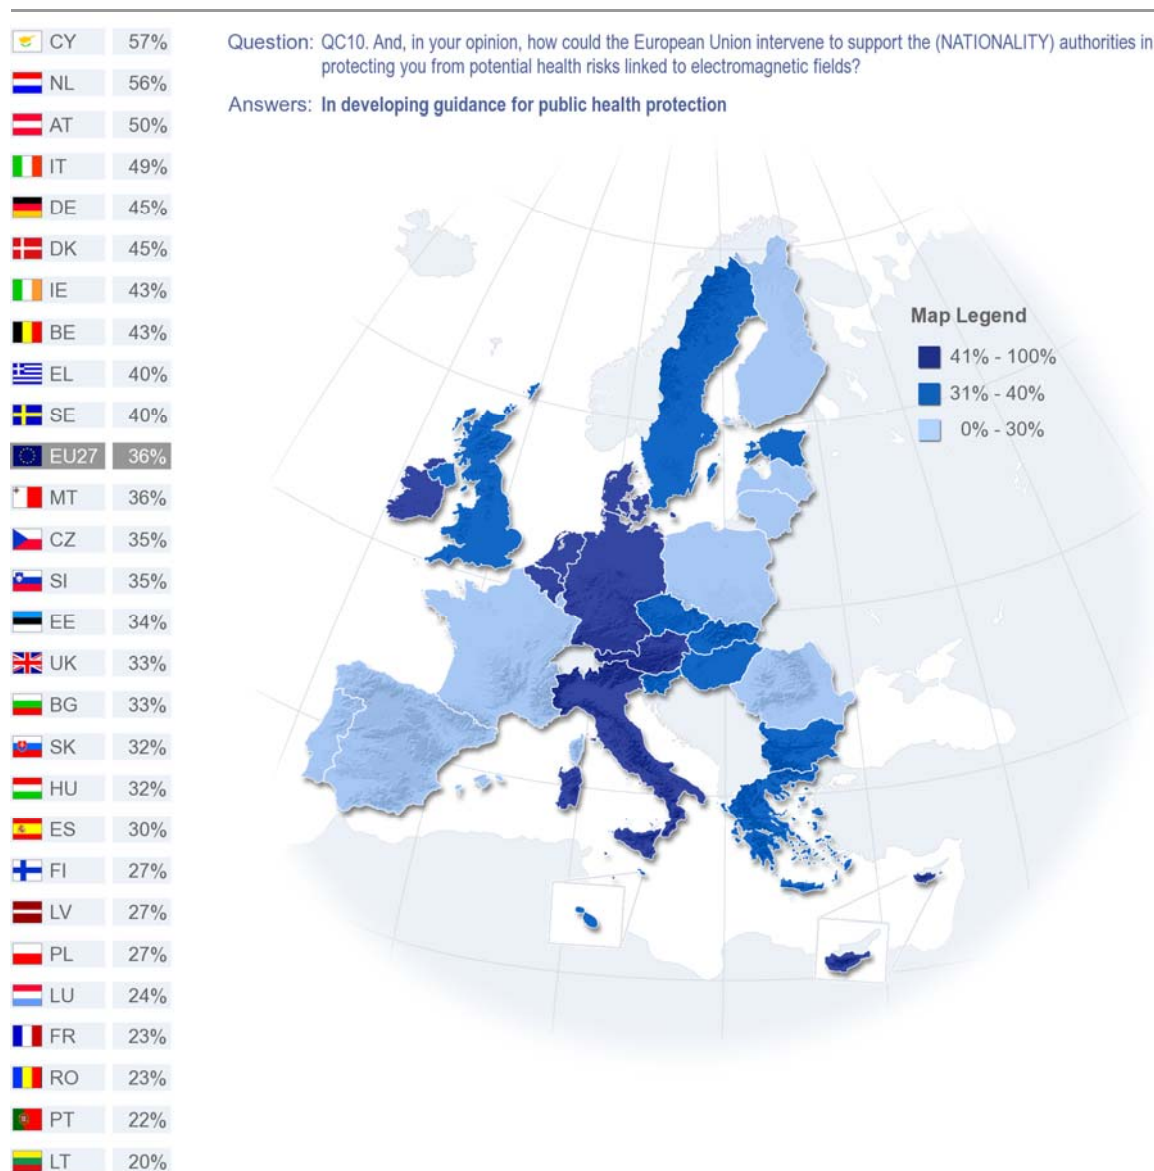 Question: QC10. And, in your opinion, how could the European Union intervene to support the (NATIONALITY) authorities in
protecting you from potential health risks linked to electromagnetic fields?
Answers: In developing guidance for public health protection
CY 57%
NL 56%
AT 50%
IT 49%
DE 45%
DK 45%
IE 43%
BE 43%
EL 40%
SE 40%
EU27 36%
MT 36%
CZ 35%
SI 35%
EE 34%
UK 33%
BG 33%
SK 32%
HU 32%
ES 30%
FI 27%
LV 27%
PL 27%
LU 24%
FR 23%
RO 23%
PT 22%
LT 20%
Map Legend
41% - 100%
31% - 40%
0% - 30%